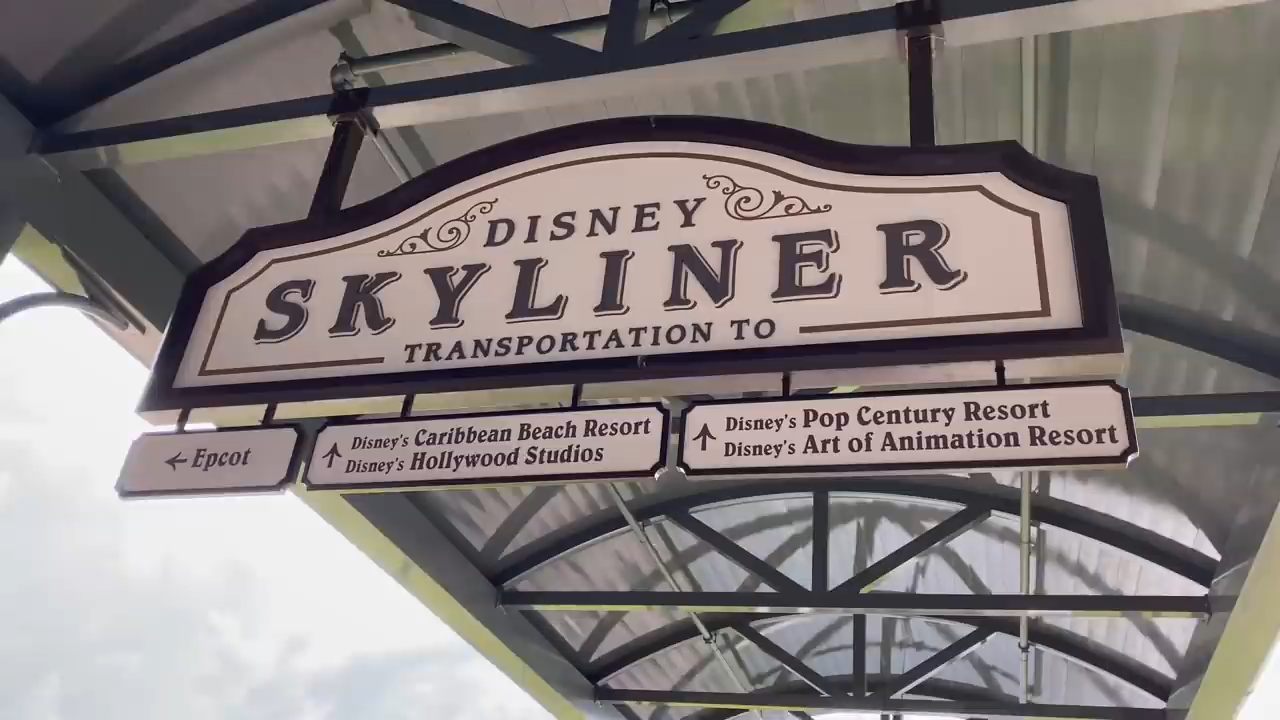 DISNEY
SKYLINER
TRANSPORTATION TO
← Epcot
↑ Disney's Caribbean Beach Resort
Disney's Hollywood Studios
↑ Disney's Pop Century Resort
Disney's Art of Animation Resort